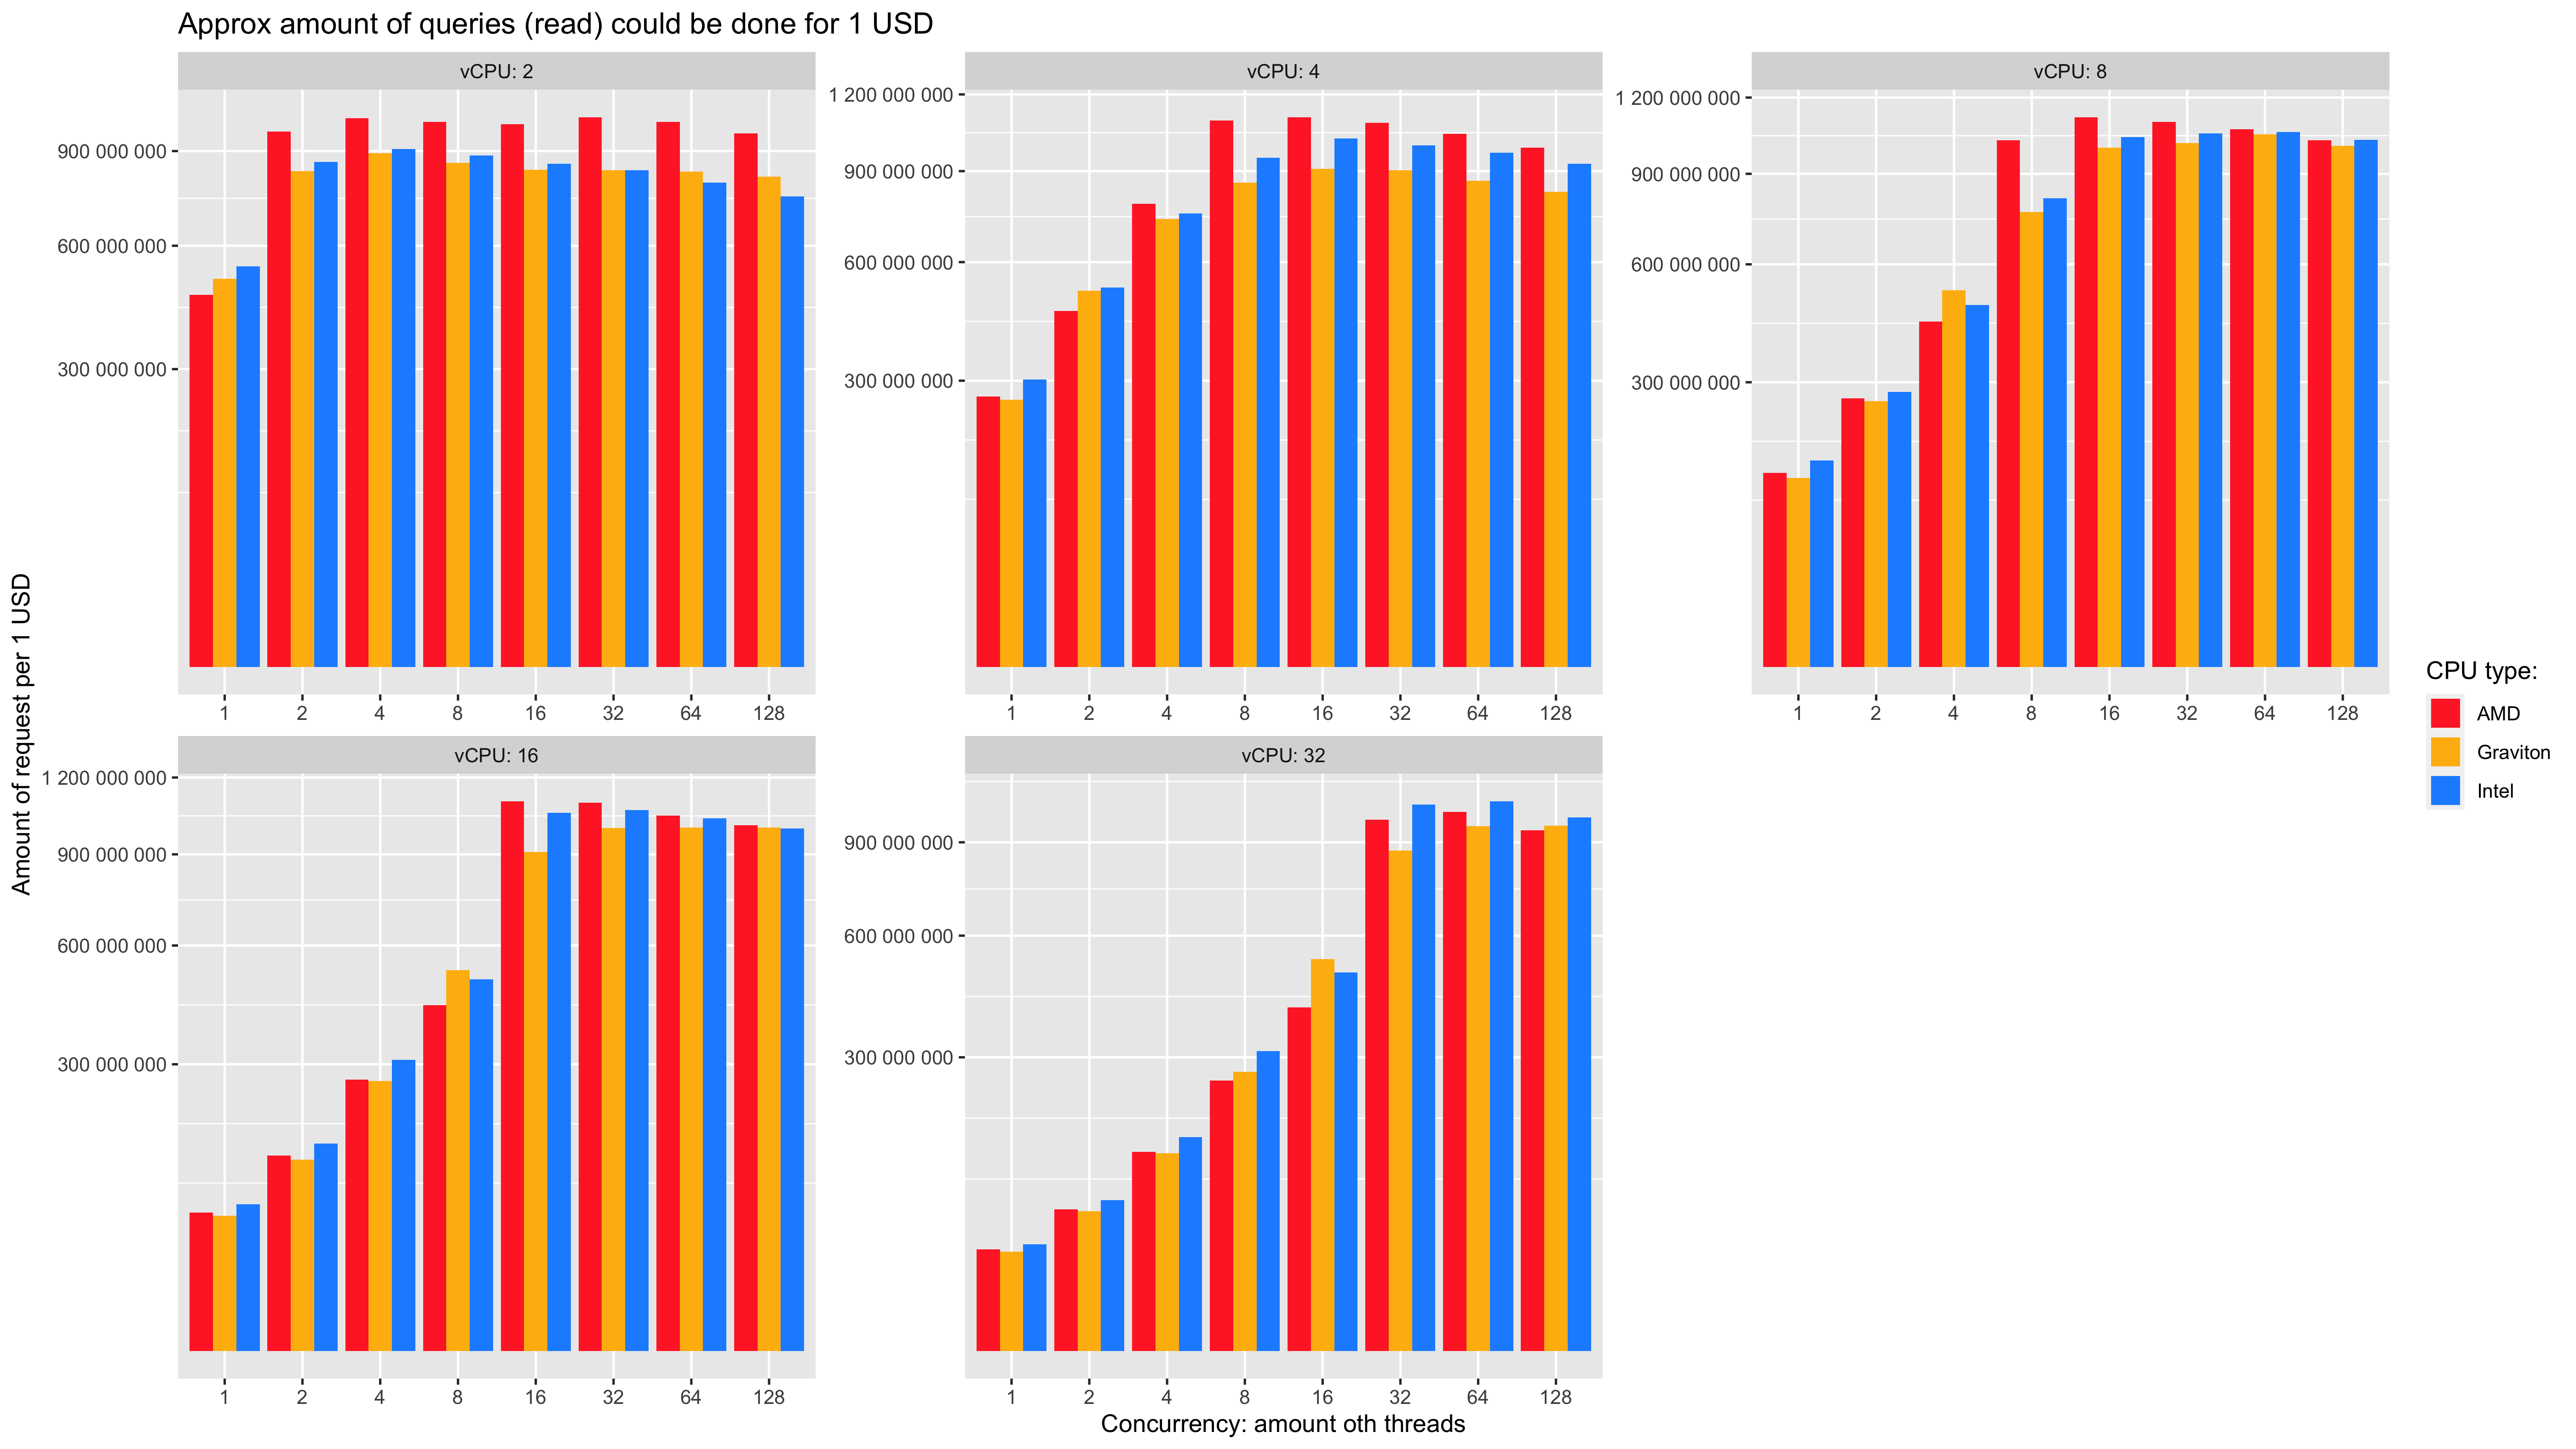 Approx amount of queries (read) could be done for 1 USD
vCPU: 2
900 000 000
600 000 000
300 000 000
1 2 4 8 16 32 64 128
vCPU: 4
1 200 000 000
900 000 000
600 000 000
300 000 000
1 2 4 8 16 32 64 128
vCPU: 8
1 200 000 000
900 000 000
600 000 000
300 000 000
1 2 4 8 16 32 64 128
vCPU: 16
1 200 000 000
900 000 000
600 000 000
300 000 000
1 2 4 8 16 32 64 128
vCPU: 32
900 000 000
600 000 000
300 000 000
1 2 4 8 16 32 64 128
Amount of request per 1 USD
Concurrency: amount oth threads
CPU type:
AMD
Graviton
Intel